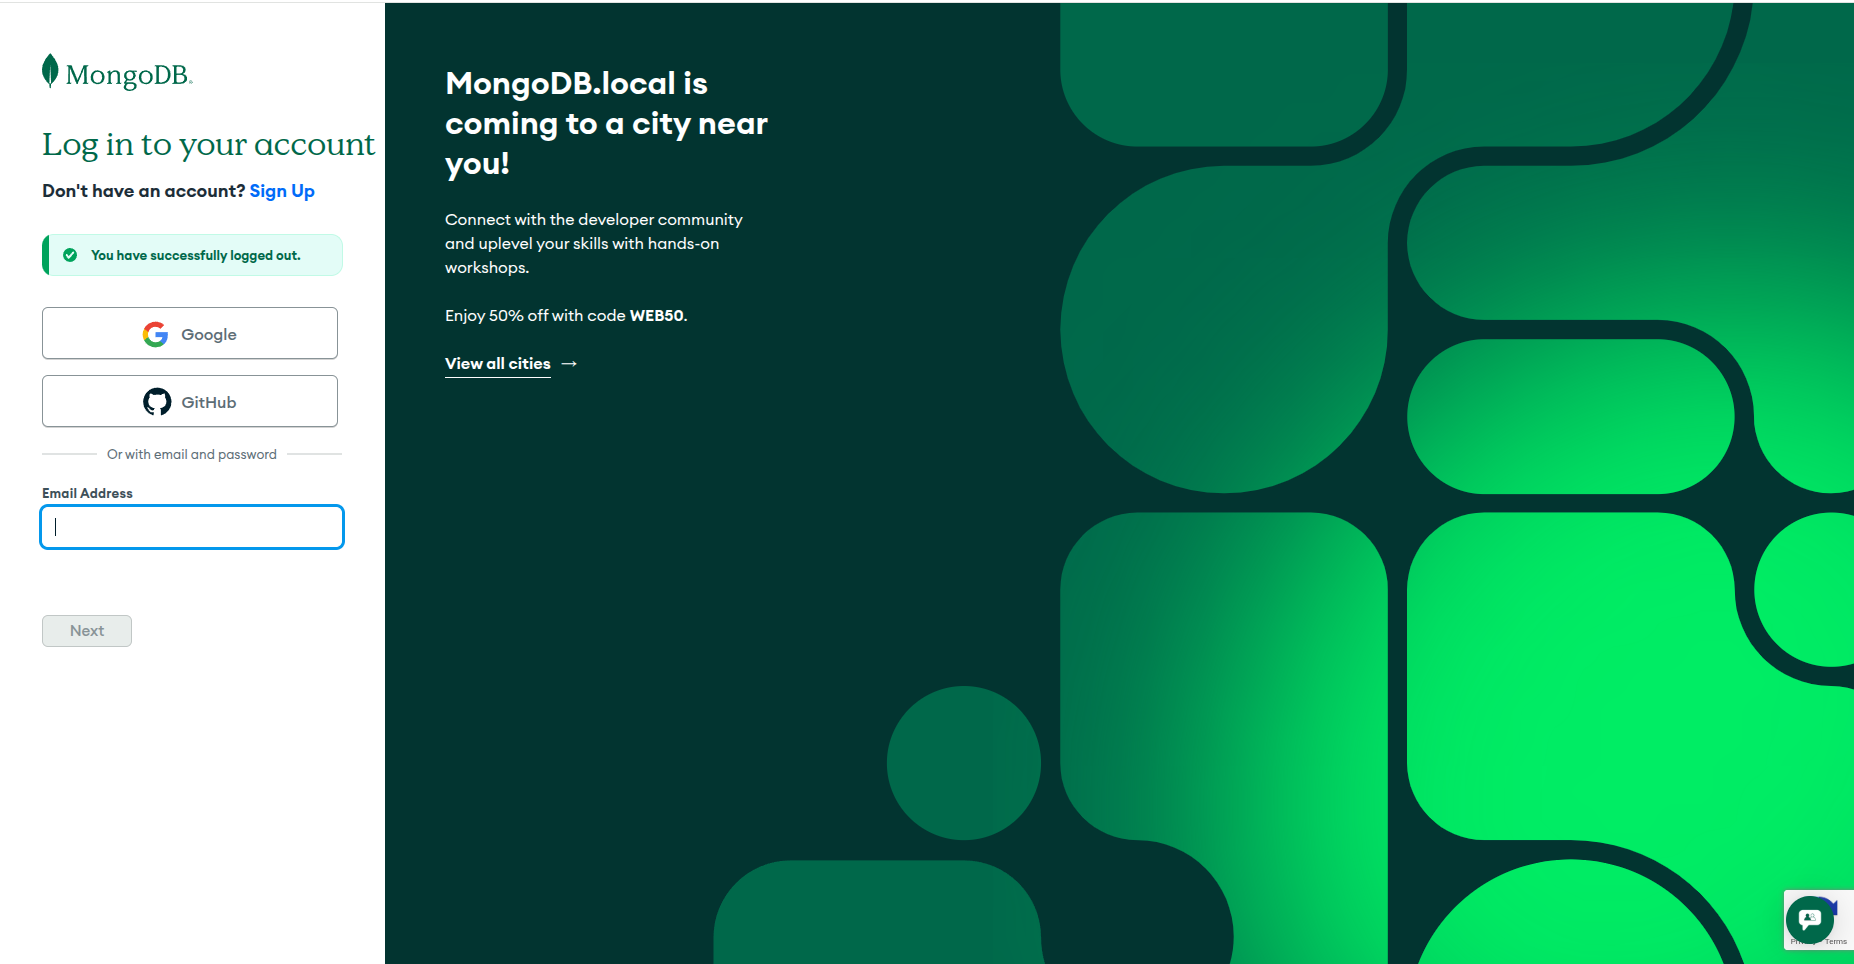 MongoDB
Log in to your account
Don't have an account? Sign Up
You have successfully logged out.
Google
GitHub
Or with email and password
Email Address
Next
MongoDB.local is
coming to a city near
you!
Connect with the developer community
and uplevel your skills with hands-on
workshops.
Enjoy 50% off with code WEB50.
View all cities →
Terms